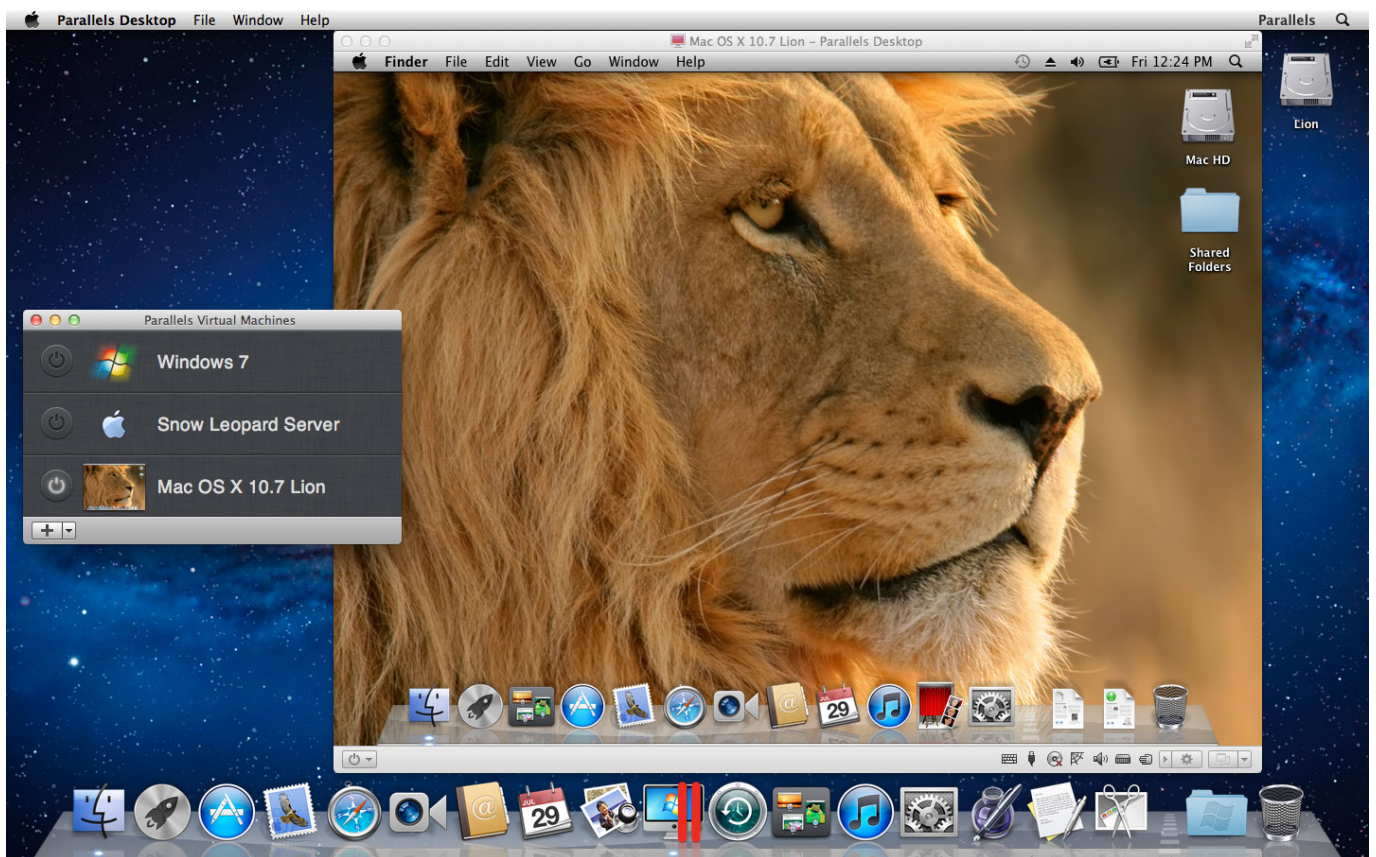 Parallels Desktop File Window Help
Parallels
Mac OS X 10.7 Lion – Parallels Desktop
Finder File Edit View Go Window Help
Fri 12:24 PM
Lion
Mac HD
Shared
Folders
Parallels Virtual Machines
Windows 7
Snow Leopard Server
Mac OS X 10.7 Lion
JUL
29
JUL
29